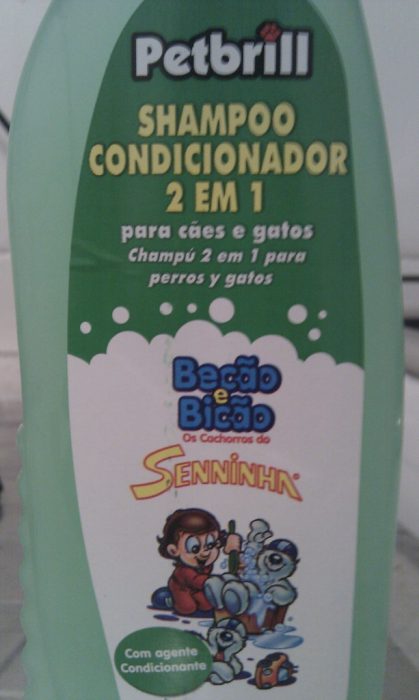 Petbrill
SHAMPOO
CONDICIONADOR
2 EM 1
para cães e gatos
Champú 2 em 1 para
perros y gatos
Becão
e
Bicão
Os Cachorros do
SENNINHA
Com agente
Condicionante